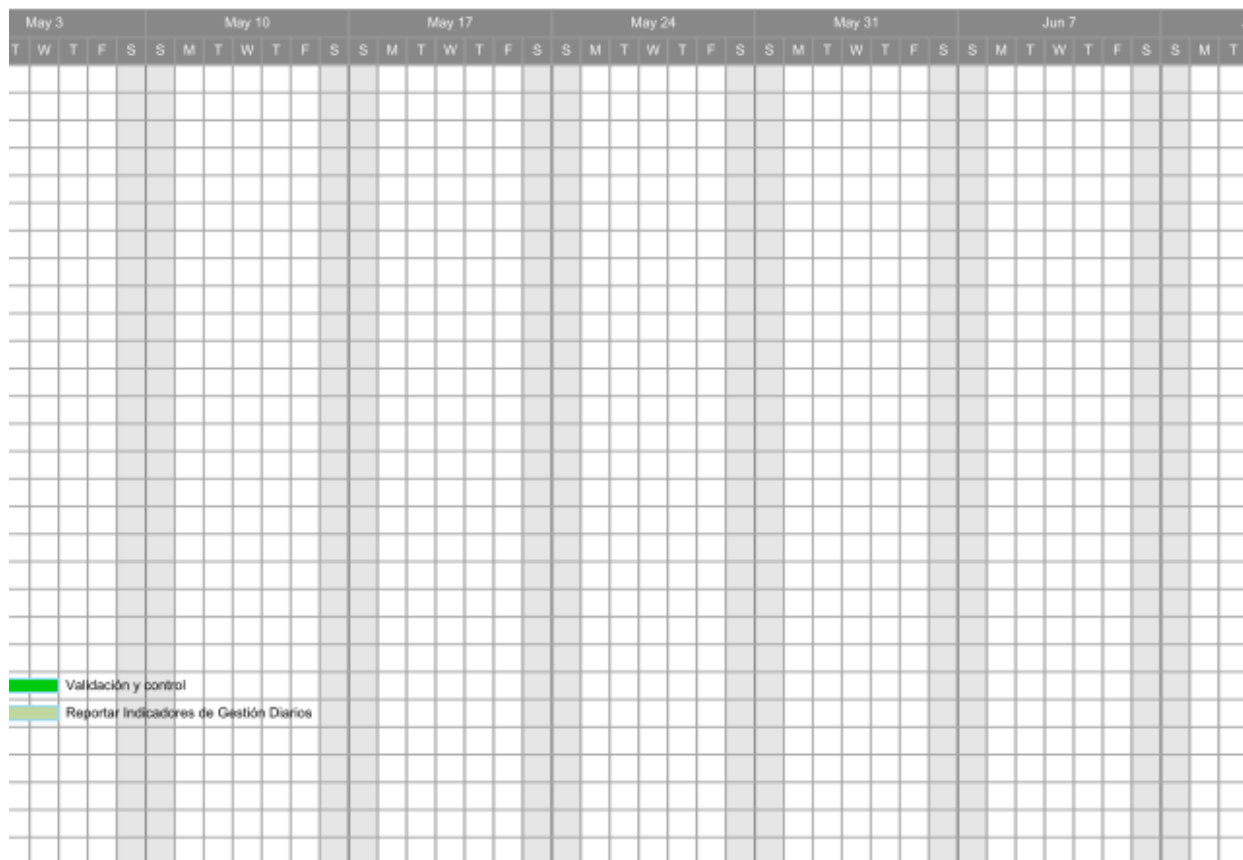 May 3 May 10 May 17 May 24 May 31 Jun 7
T W T F S S M T W T F S S M T W T F S S M T W T F S S M T W T F S S M T W T F S S M T
Validación y control
Reportar Indicadores de Gestión Diarios